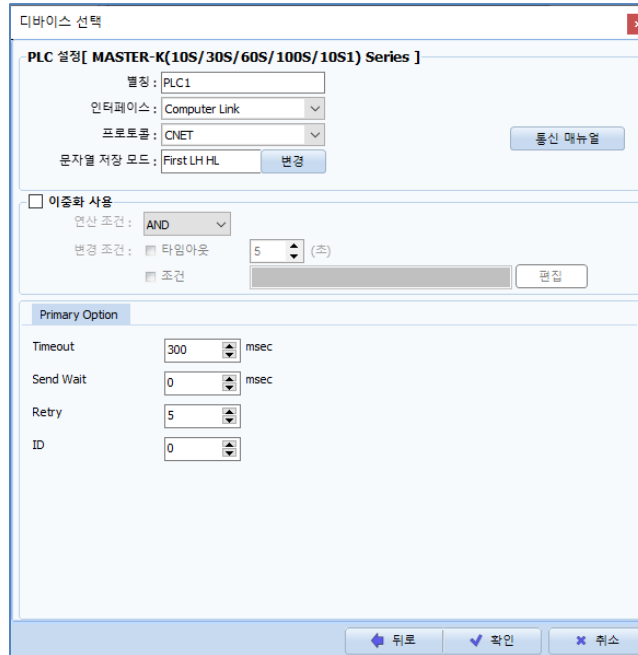 디바이스 선택
PLC 설정[ MASTER-K(10S/30S/60S/100S/10S1) Series ]
별칭 : PLC1
인터페이스 : Computer Link
프로토콜 : CNET
통신 매뉴얼
문자열 저장 모드 : First LH HL 변경
이중화 사용
연산 조건 : AND
변경 조건 : 타임아웃 5 (초)
조건 편집
Primary Option
Timeout 300 msec
Send Wait 0 msec
Retry 5
ID 0
뒤로 확인 취소